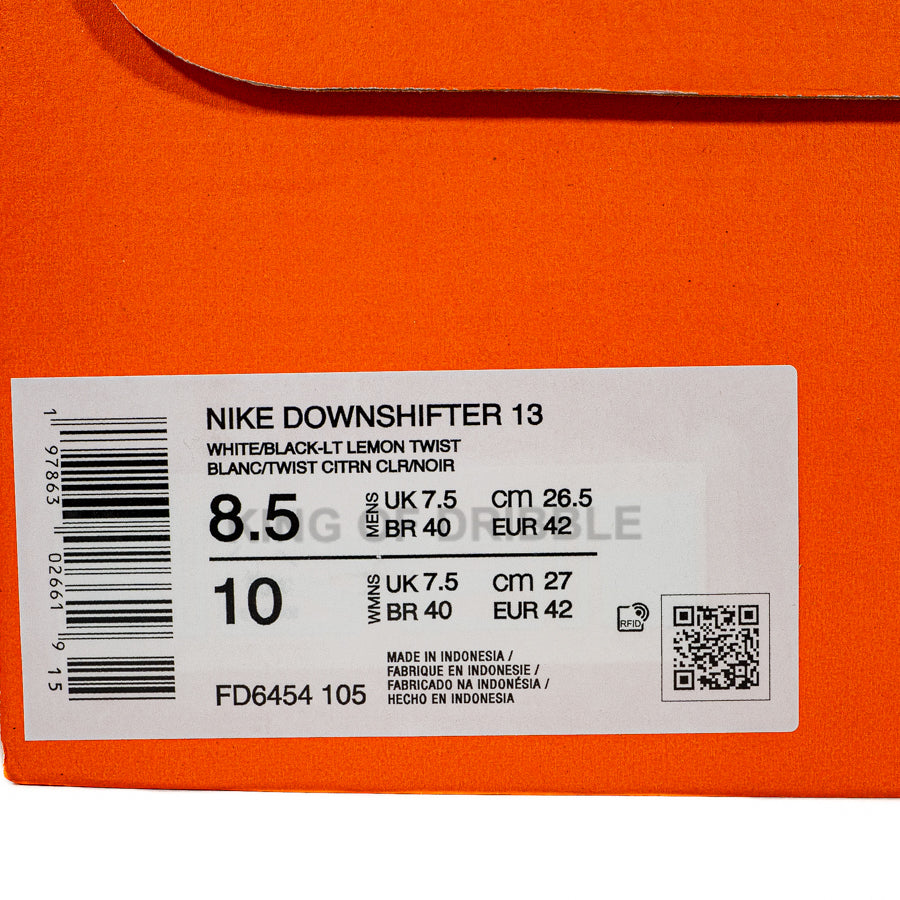 1 97863 02661 9 15
NIKE DOWNSHIFTER 13
WHITE/BLACK-LT LEMON TWIST
BLANC/TWIST CITRN CLR/NOIR
8.5 MENS UK 7.5 CM 26.5
BR 40 EUR 42
KING OF DRIBBLE
10 WMNS UK 7.5 CM 27
BR 40 EUR 42
RFID
MADE IN INDONESIA /
FABRIQUE EN INDONESIE /
FABRICADO NA INDONÉSIA /
HECHO EN INDONESIA
FD6454 105